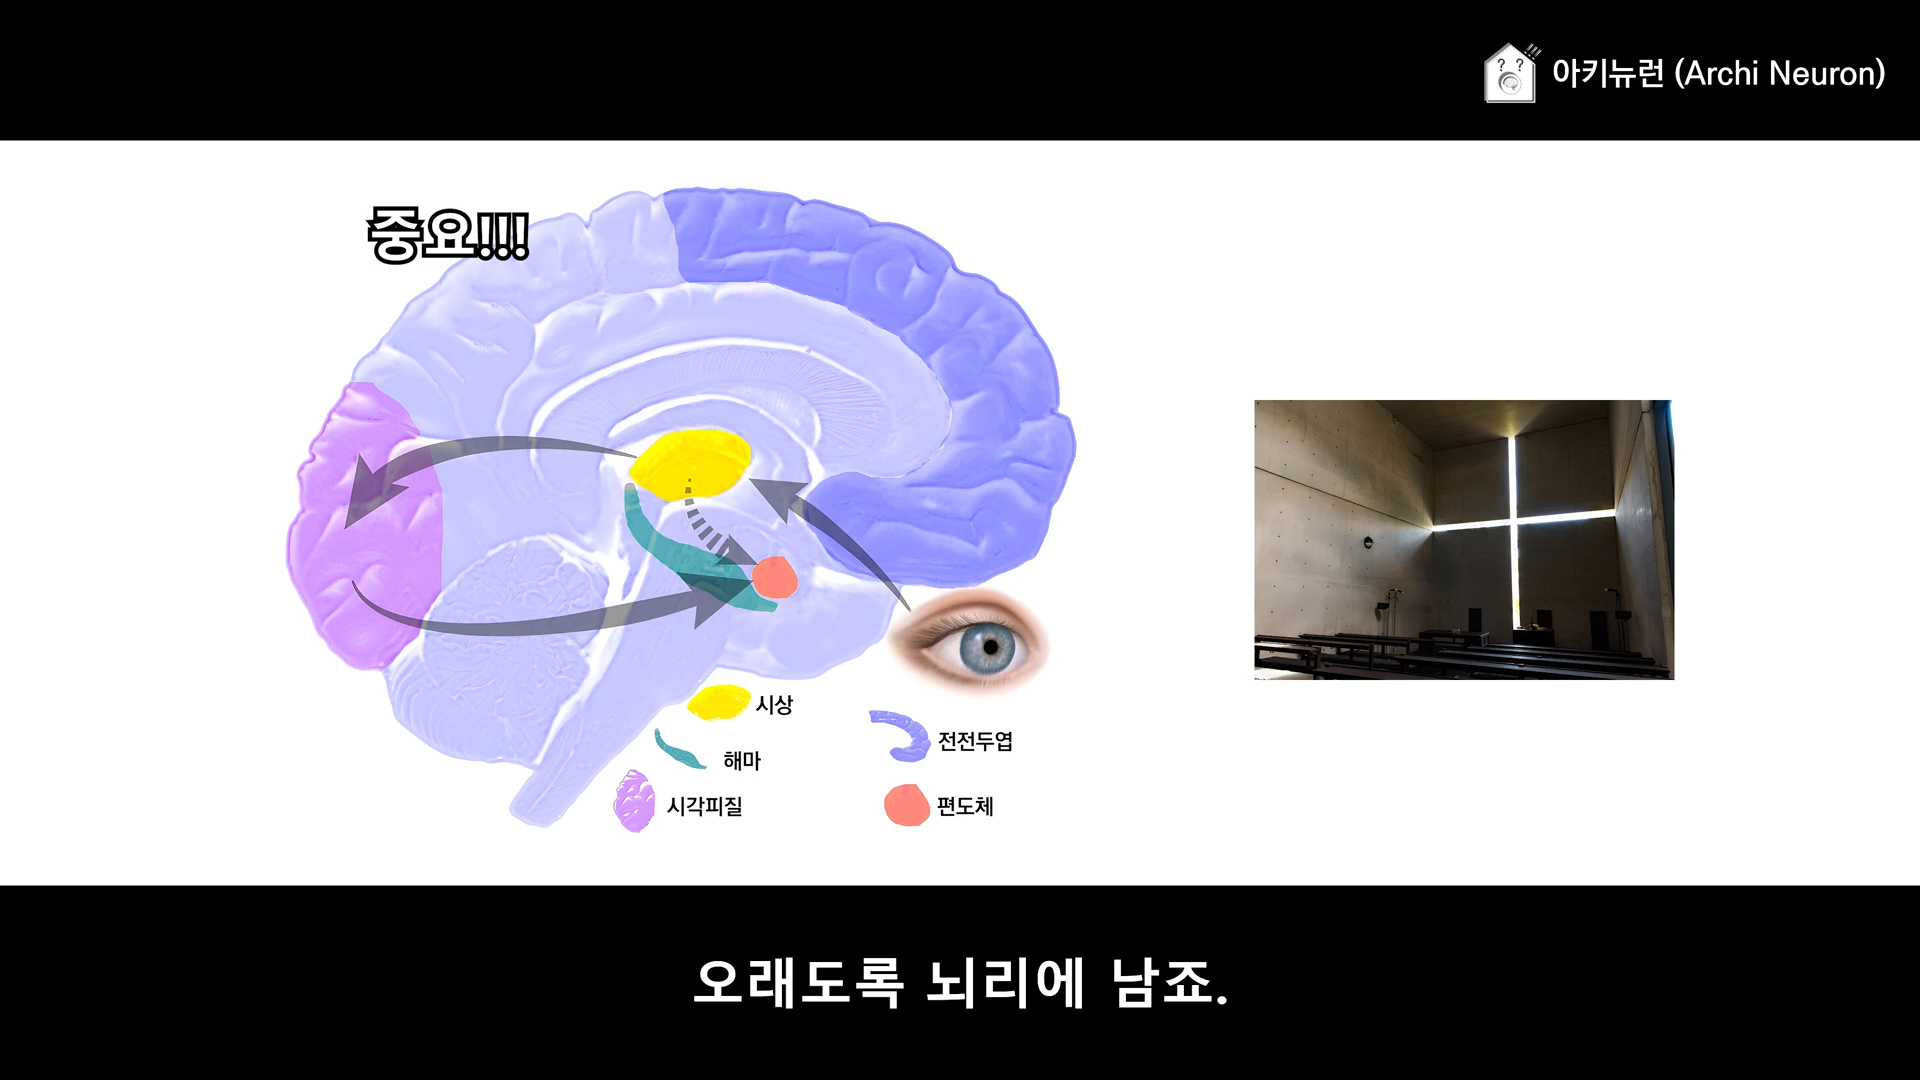 아키뉴런 (Archi Neuron)
중요!!!
시상
해마
시각피질
전전두엽
편도체
오래도록 뇌리에 남죠.